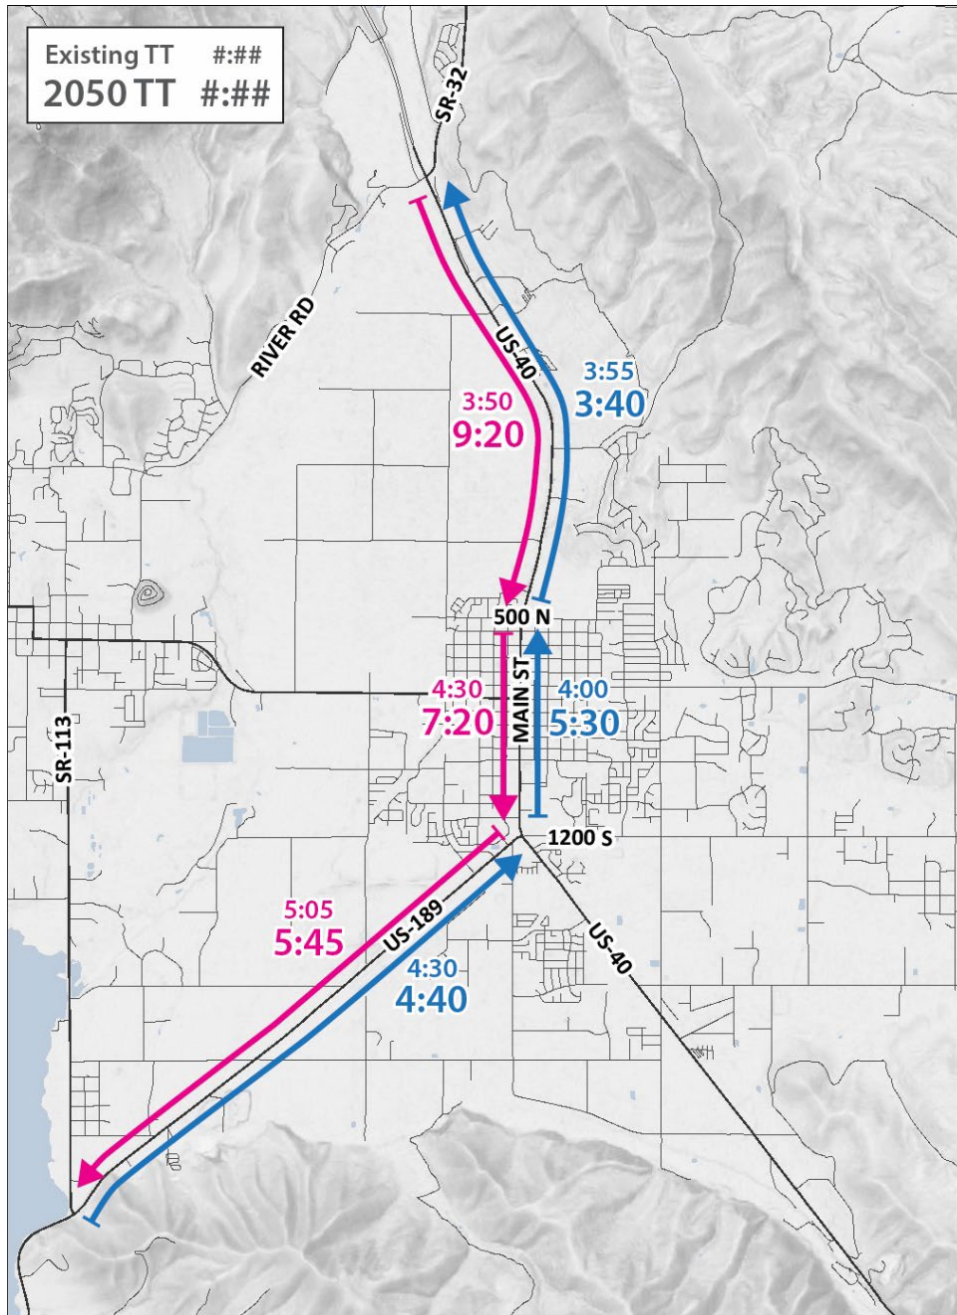 Existing TT #:##
2050 TT #:##
SR-32
RIVER RD
US-40
3:55
3:40
3:50
9:20
500 N
4:30
7:20
MAIN ST
4:00
5:30
SR-113
1200 S
5:05
5:45
US-189
4:30
4:40
US-40